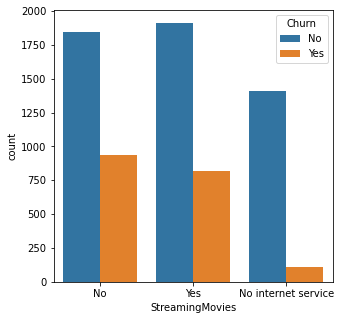 Churn
No
Yes
2000
1750
1500
1250
1000
750
500
250
0
count
No Yes No internet service
StreamingMovies